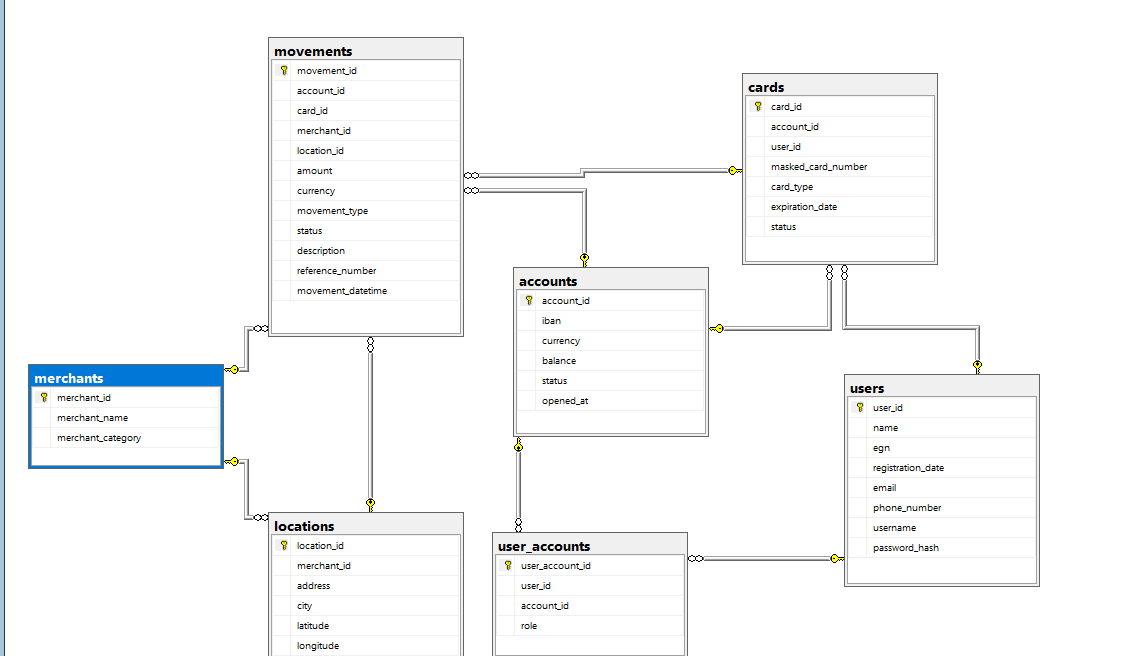 movements
movement_id
account_id
card_id
merchant_id
location_id
amount
currency
movement_type
status
description
reference_number
movement_datetime
cards
card_id
account_id
user_id
masked_card_number
card_type
expiration_date
status
accounts
account_id
iban
currency
balance
status
opened_at
merchants
merchant_id
merchant_name
merchant_category
users
user_id
name
egn
registration_date
email
phone_number
username
password_hash
locations
location_id
merchant_id
address
city
latitude
longitude
user_accounts
user_account_id
user_id
account_id
role